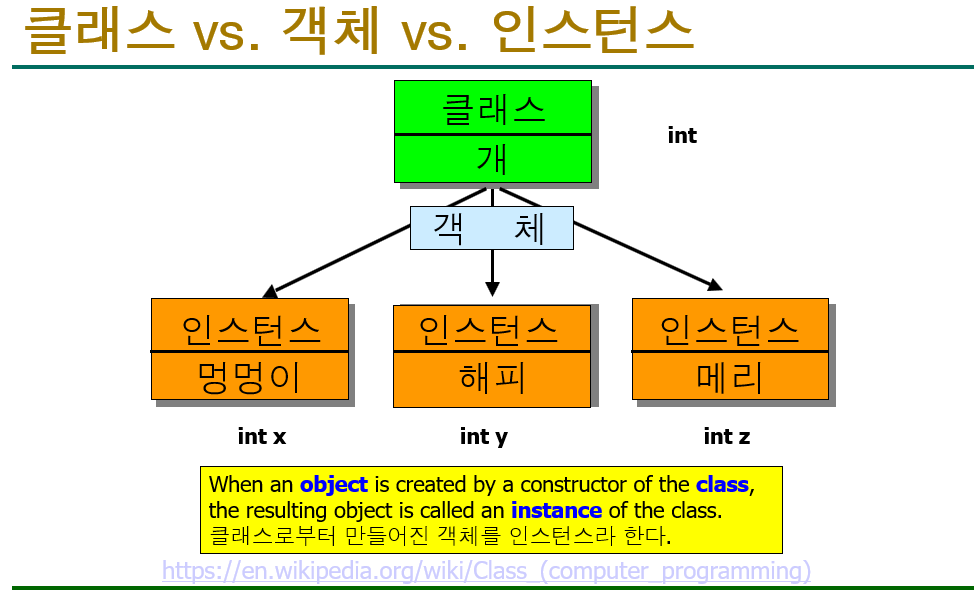 클래스 vs. 객체 vs. 인스턴스
클래스
개
int
객 체
인스턴스
멍멍이
인스턴스
해피
인스턴스
메리
int x
int y
int z
When an object is created by a constructor of the class,
the resulting object is called an instance of the class.
클래스로부터 만들어진 객체를 인스턴스라 한다.
https://en.wikipedia.org/wiki/Class_(computer_programming)